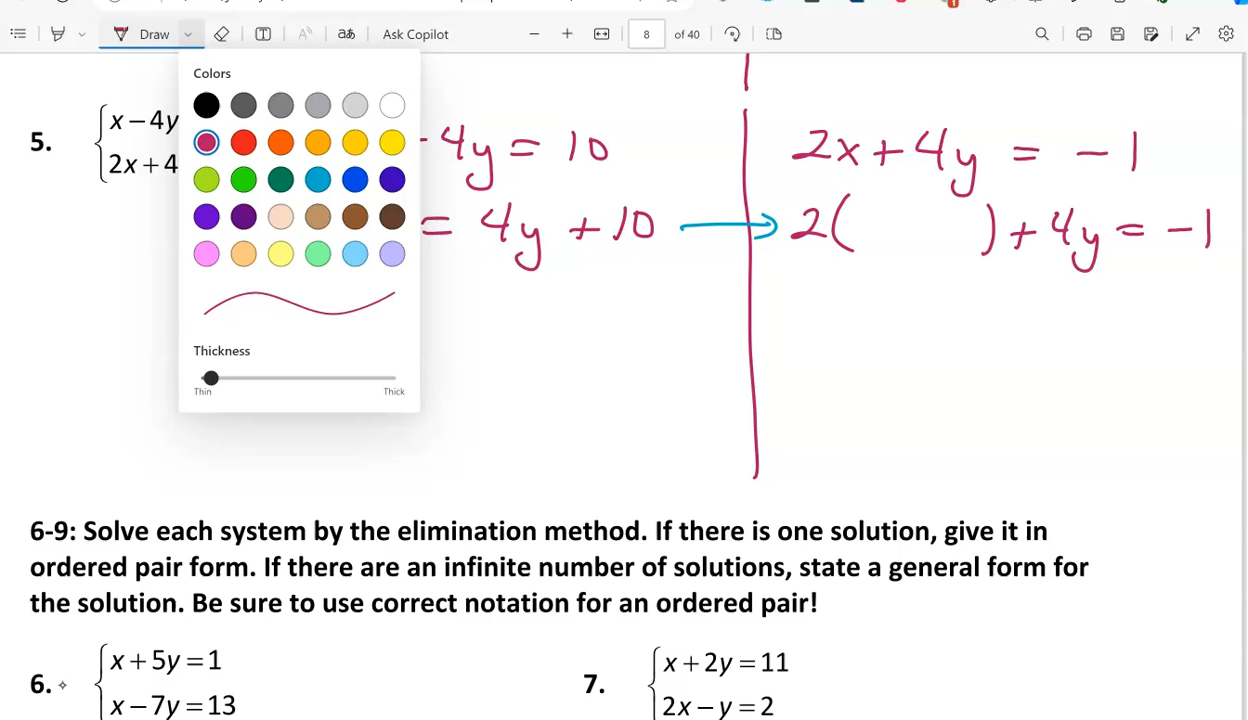 Draw
aあ
Ask Copilot
8
of 40
Colors
Thickness
Thin
Thick
5.
x − 4y
2x + 4
- 4y = 10
2x + 4y = - 1
= 4y + 10
2( ) + 4y = - 1
6-9: Solve each system by the elimination method. If there is one solution, give it in
ordered pair form. If there are an infinite number of solutions, state a general form for
the solution. Be sure to use correct notation for an ordered pair!
6.
x + 5y = 1
x − 7y = 13
7.
x + 2y = 11
2x − y = 2